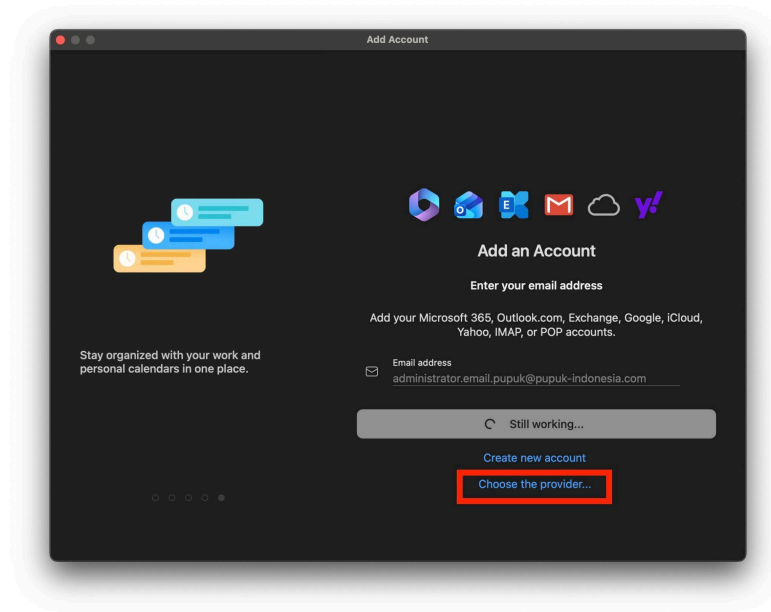 Add Account
Add an Account
Enter your email address
Add your Microsoft 365, Outlook.com, Exchange, Google, iCloud,
Yahoo, IMAP, or POP accounts.
Stay organized with your work and
personal calendars in one place.
Email address
administrator.email.pupuk@pupuk-indonesia.com
Still working...
Create new account
Choose the provider...